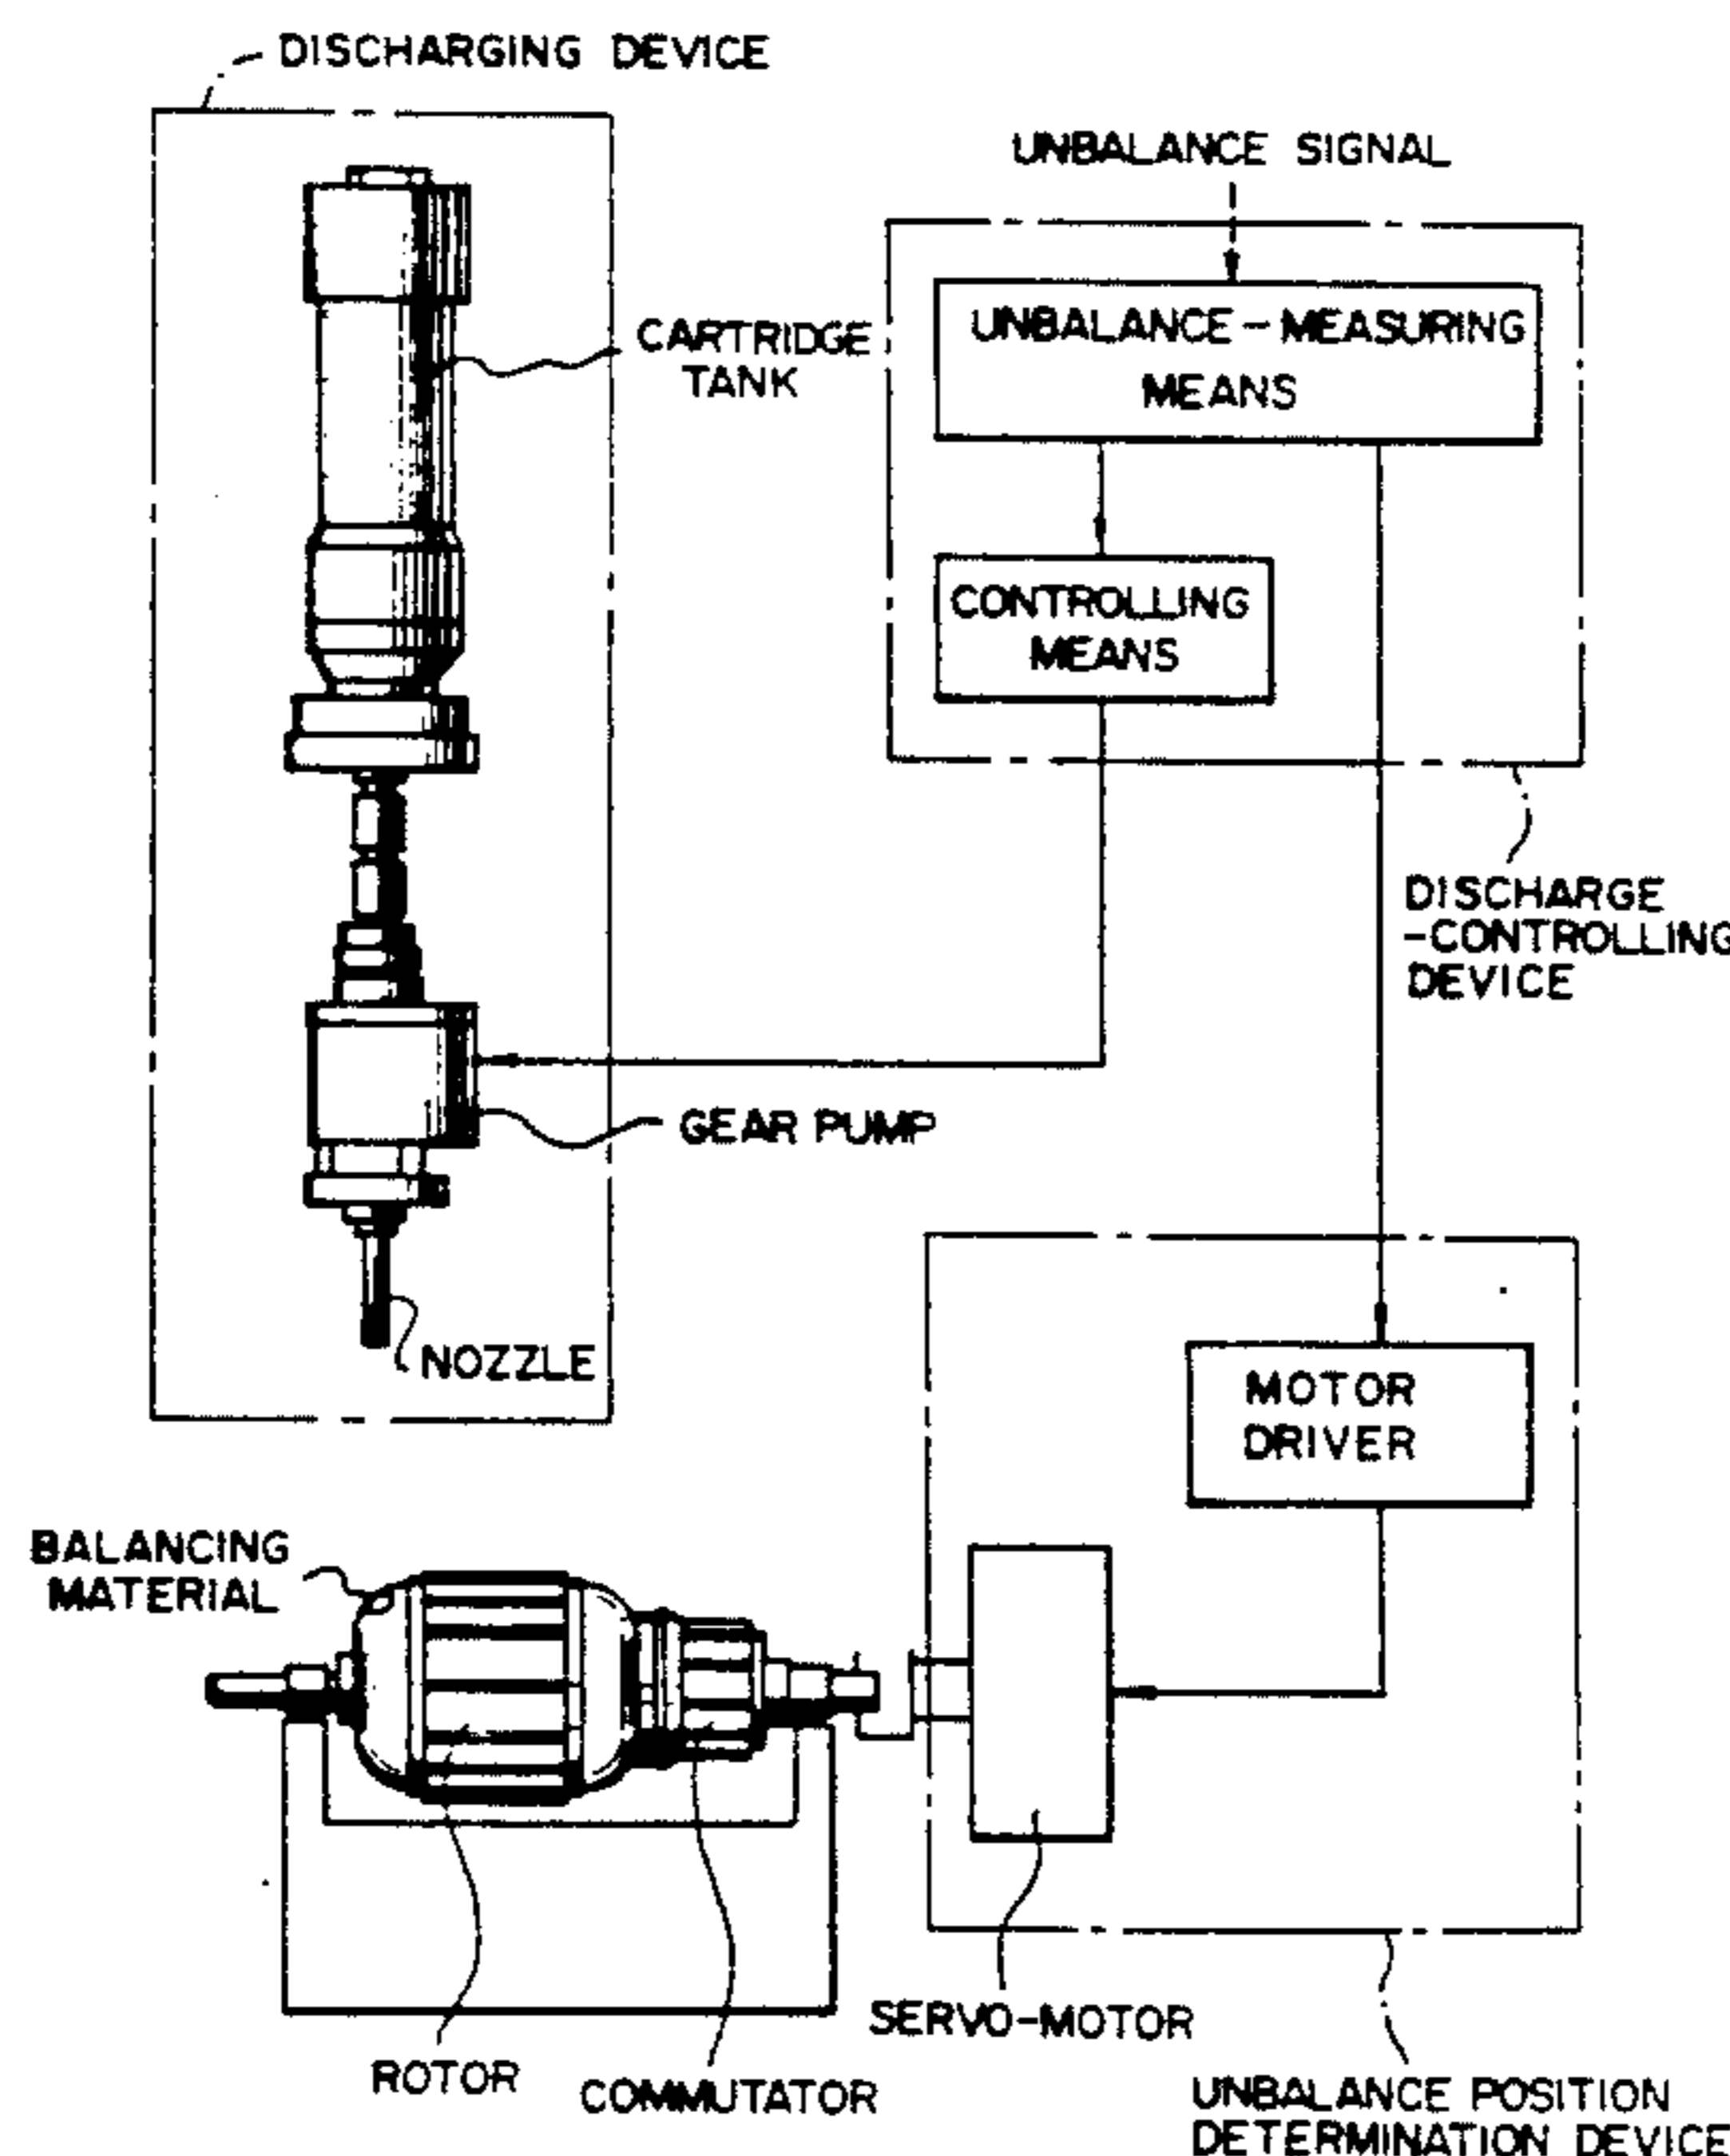 DISCHARGING DEVICE
UNBALANCE SIGNAL
UNBALANCE-MEASURING
MEANS
CARTRIDGE
TANK
CONTROLLING
MEANS
DISCHARGE
-CONTROLLING
DEVICE
GEAR PUMP
NOZZLE
MOTOR
DRIVER
BALANCING
MATERIAL
SERVO-MOTOR
ROTOR
COMMUTATOR
UNBALANCE POSITION
DETERMINATION DEVICE